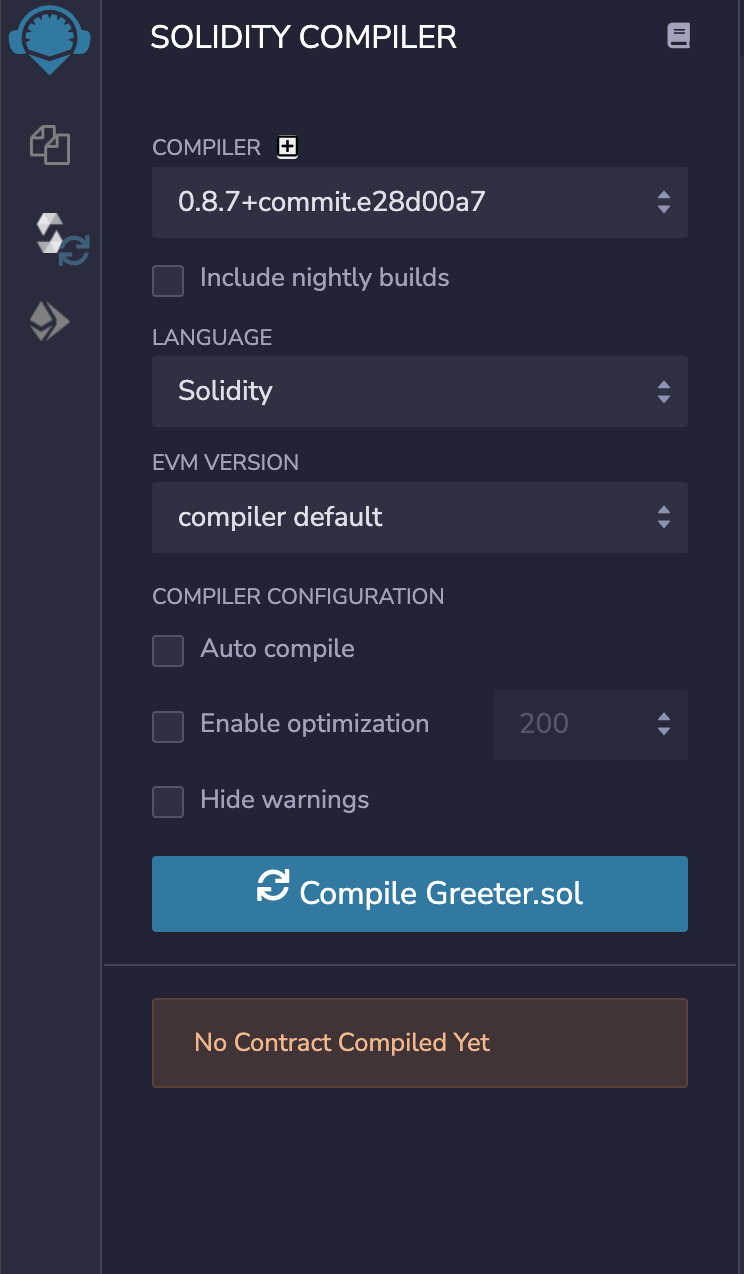 SOLIDITY COMPILER
COMPILER
0.8.7+commit.e28d00a7
Include nightly builds
LANGUAGE
Solidity
EVM VERSION
compiler default
COMPILER CONFIGURATION
Auto compile
Enable optimization 200
Hide warnings
Compile Greeter.sol
No Contract Compiled Yet